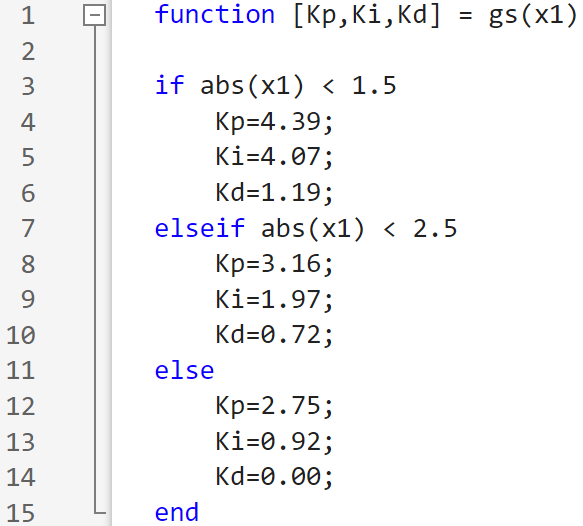 1 function [Kp,Ki,Kd] = gs(x1)
2
3 if abs(x1) < 1.5
4 Kp=4.39;
5 Ki=4.07;
6 Kd=1.19;
7 elseif abs(x1) < 2.5
8 Kp=3.16;
9 Ki=1.97;
10 Kd=0.72;
11 else
12 Kp=2.75;
13 Ki=0.92;
14 Kd=0.00;
15 end